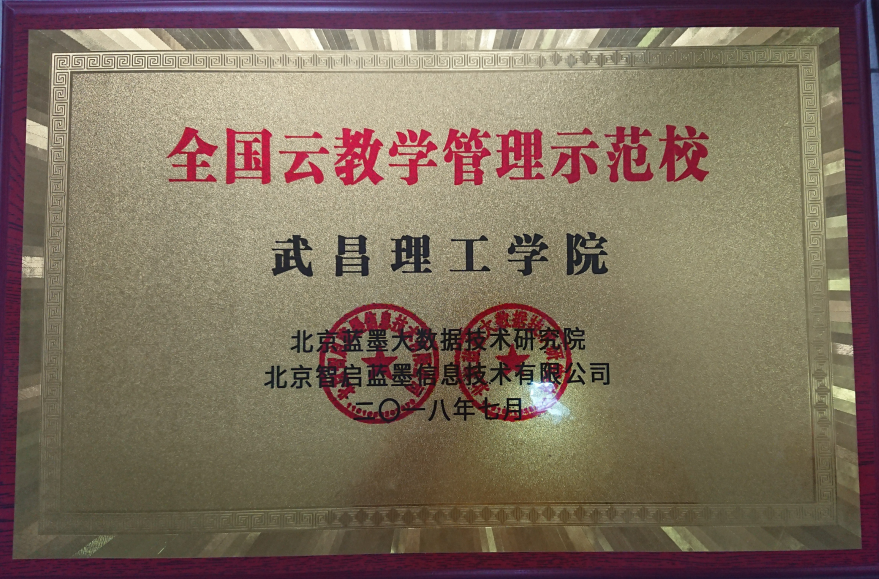 全国云教学管理示范校
武昌理工学院
北京蓝墨大数据技术研究院
北京智启蓝墨信息技术有限公司
二〇一八年七月